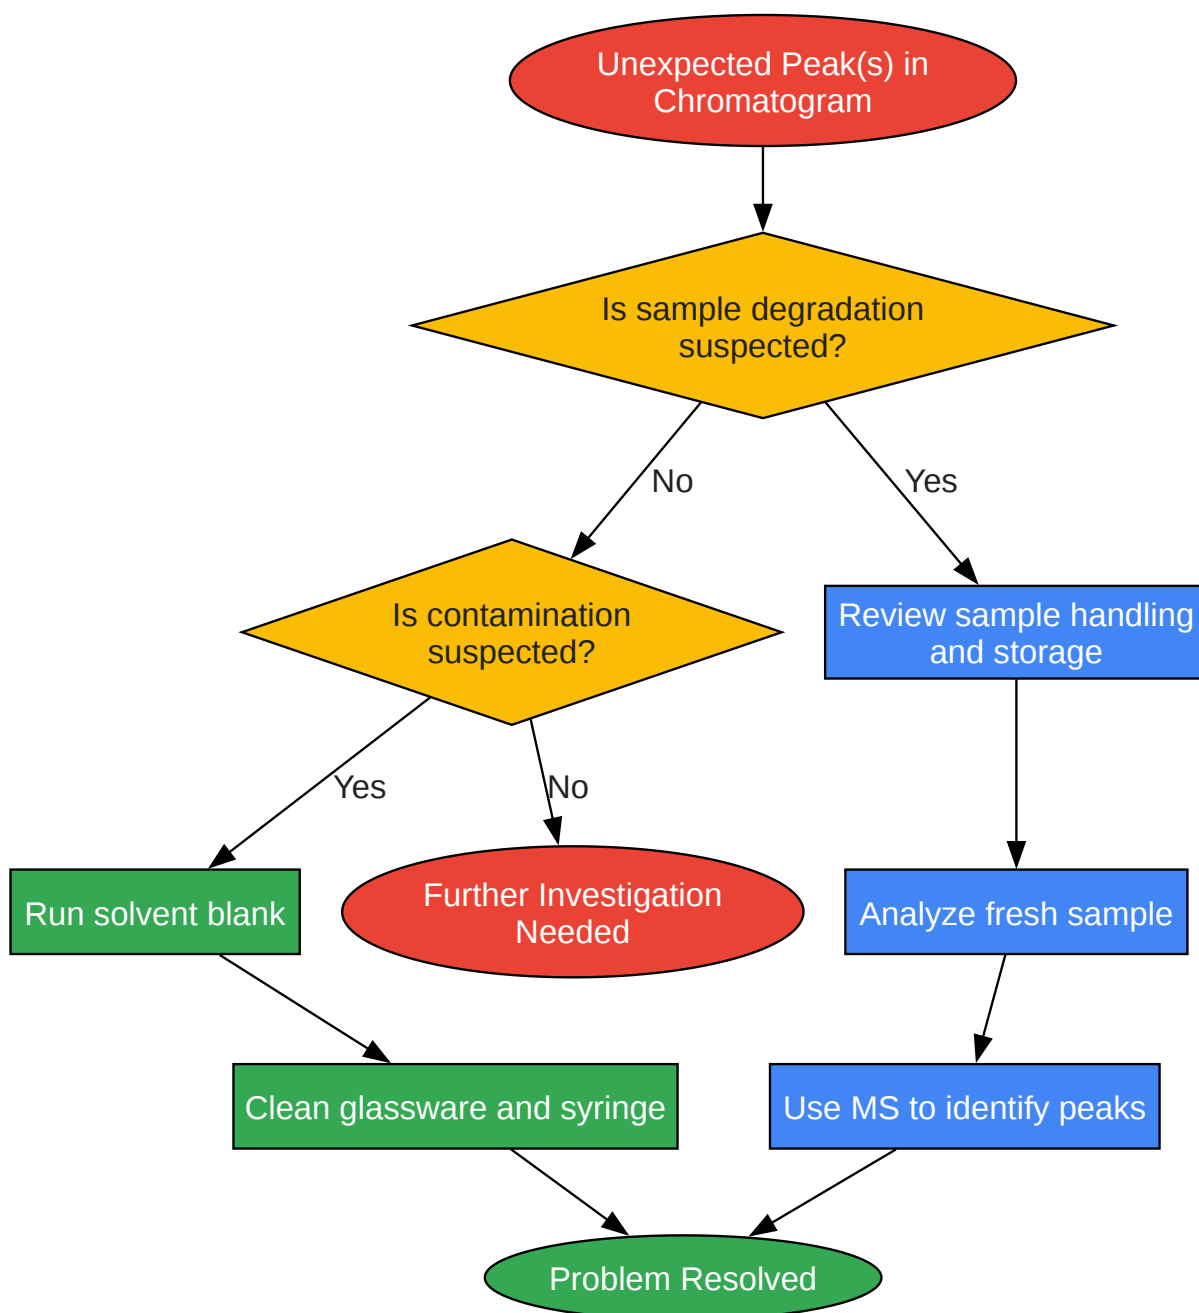 Unexpected Peak(s) in
Chromatogram
Is sample degradation
suspected?
No
Yes
Is contamination
suspected?
Review sample handling
and storage
Yes
No
Run solvent blank
Further Investigation
Needed
Analyze fresh sample
Clean glassware and syringe
Use MS to identify peaks
Problem Resolved